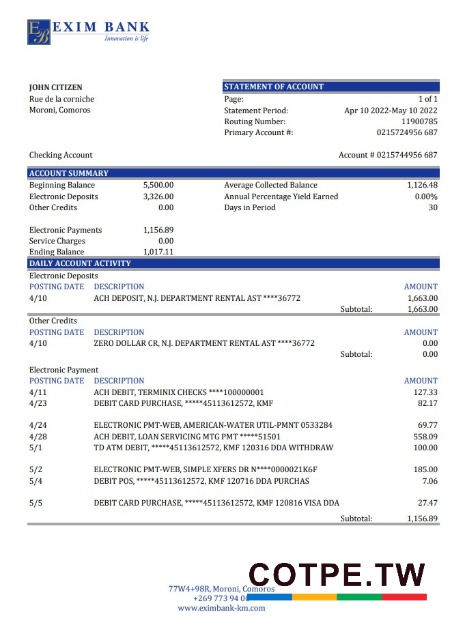 EXIM BANK
Innovation is life
EB
JOHN CITIZEN
Rue de la corniche
Moroni, Comoros
STATEMENT OF ACCOUNT
Page: 1 of 1
Statement Period: Apr 10 2022-May 10 2022
Routing Number: 11900785
Primary Account #: 0215724956 687
Checking Account Account # 0215744956 687
ACCOUNT SUMMARY
Beginning Balance 5,500.00 Average Collected Balance 1,126.48
Electronic Deposits 3,326.00 Annual Percentage Yield Earned 0.00%
Other Credits 0.00 Days in Period 30
Electronic Payments 1,156.89
Service Charges 0.00
Ending Balance 1,017.11
DAILY ACCOUNT ACTIVITY
Electronic Deposits
POSTING DATE DESCRIPTION AMOUNT
4/10 ACH DEPOSIT, N.J. DEPARTMENT RENTAL AST ****36772 1,663.00
Subtotal: 1,663.00
Other Credits
POSTING DATE DESCRIPTION AMOUNT
4/10 ZERO DOLLAR CR, N.J. DEPARTMENT RENTAL AST ****36772 0.00
Subtotal: 0.00
Electronic Payment
POSTING DATE DESCRIPTION AMOUNT
4/11 ACH DEBIT, TERMINIX CHECKS ****100000001 127.33
4/23 DEBIT CARD PURCHASE, *****45113612572, KMF 82.17
4/24 ELECTRONIC PMT-WEB, AMERICAN-WATER UTIL-PMNT 0533284 69.77
4/28 ACH DEBIT, LOAN SERVICING MTG PMT *****51501 558.09
5/1 TD ATM DEBIT, *****45113612572, KMF 120316 DDA WITHDRAW 100.00
5/2 ELECTRONIC PMT-WEB, SIMPLE XFERS DR N****0000021K6F 185.00
5/4 DEBIT POS, *****45113612572, KMF 120716 DDA PURCHAS 7.06
5/5 DEBIT CARD PURCHASE, *****45113612572, KMF 120816 VISA DDA 27.47
Subtotal: 1,156.89
COTPE.TW
77W4+98R, Moroni, Comoros
+269 773 94
www.eximbank-km.com